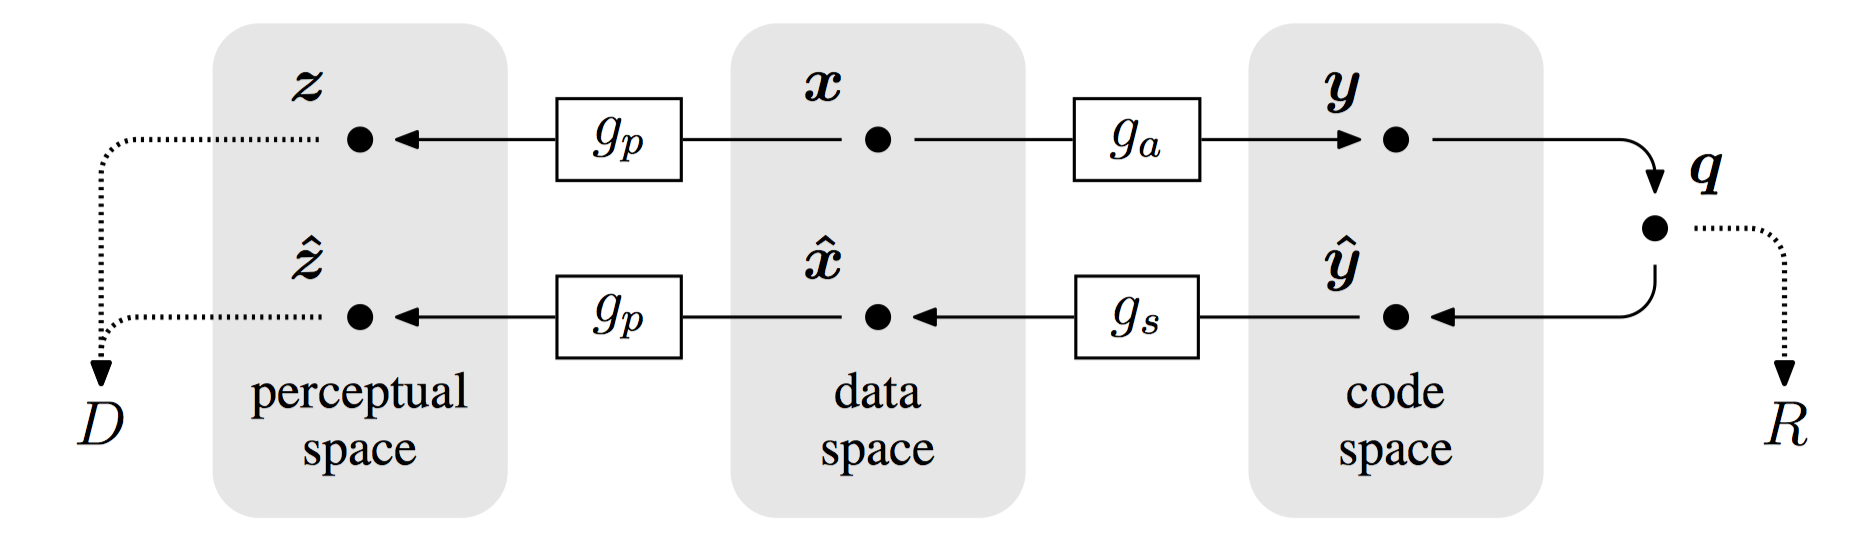 z x y
g_p g_a
q
ẑ x̂ ŷ
g_p g_s
D R
perceptual space
data space
code space